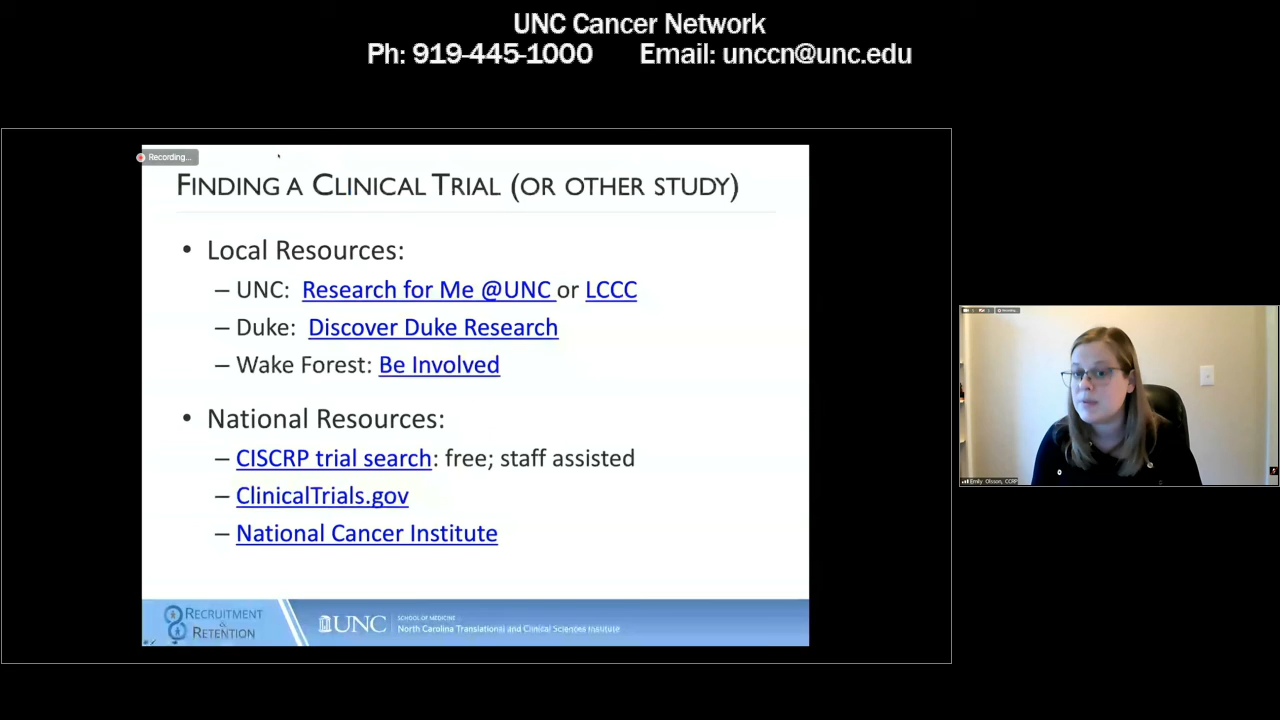 UNC Cancer Network
Ph: 919-445-1000 Email: unccn@unc.edu
Recording...
FINDING A CLINICAL TRIAL (OR OTHER STUDY)
• Local Resources:
– UNC: Research for Me @UNC or LCCC
– Duke: Discover Duke Research
– Wake Forest: Be Involved
• National Resources:
– CISCRP trial search: free; staff assisted
– ClinicalTrials.gov
– National Cancer Institute
RECRUITMENT
&
RETENTION
UNC
SCHOOL OF MEDICINE
North Carolina Translational and Clinical Sciences Institute
Emily Olsson, CCRP